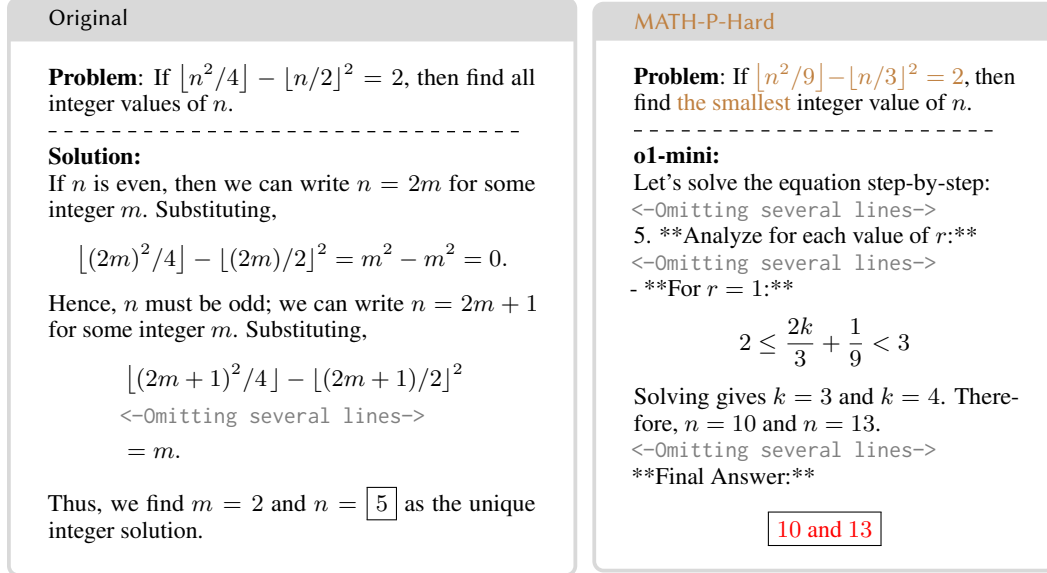 Original
Problem: If ⌊n²/4⌋ − ⌊n/2⌋² = 2, then find all
integer values of n.
Solution:
If n is even, then we can write n = 2m for some
integer m. Substituting,
⌊(2m)²/4⌋ − ⌊(2m)/2⌋² = m² − m² = 0.
Hence, n must be odd; we can write n = 2m + 1
for some integer m. Substituting,
⌊(2m + 1)²/4⌋ − ⌊(2m + 1)/2⌋²
<-Omitting several lines->
= m.
Thus, we find m = 2 and n = 5 as the unique
integer solution.
MATH-P-Hard
Problem: If ⌊n²/9⌋−⌊n/3⌋² = 2, then
find the smallest integer value of n.
o1-mini:
Let's solve the equation step-by-step:
<-Omitting several lines->
5. **Analyze for each value of r:**
<-Omitting several lines->
- **For r = 1:**
2 ≤ 2k/3 + 1/9 < 3
Solving gives k = 3 and k = 4. There-
fore, n = 10 and n = 13.
<-Omitting several lines->
**Final Answer:**
10 and 13